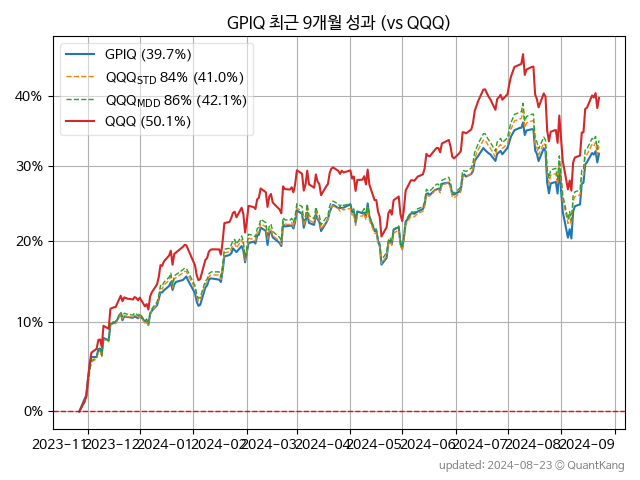 GPIQ 최근 9개월 성과 (vs QQQ)
GPIQ (39.7%)
QQQSTD 84% (41.0%)
QQQMDD 86% (42.1%)
QQQ (50.1%)
40%
30%
20%
10%
0%
2023-11 2023-12 2024-01 2024-02 2024-03 2024-04 2024-05 2024-06 2024-07 2024-08 2024-09
updated: 2024-08-23 © QuantKang